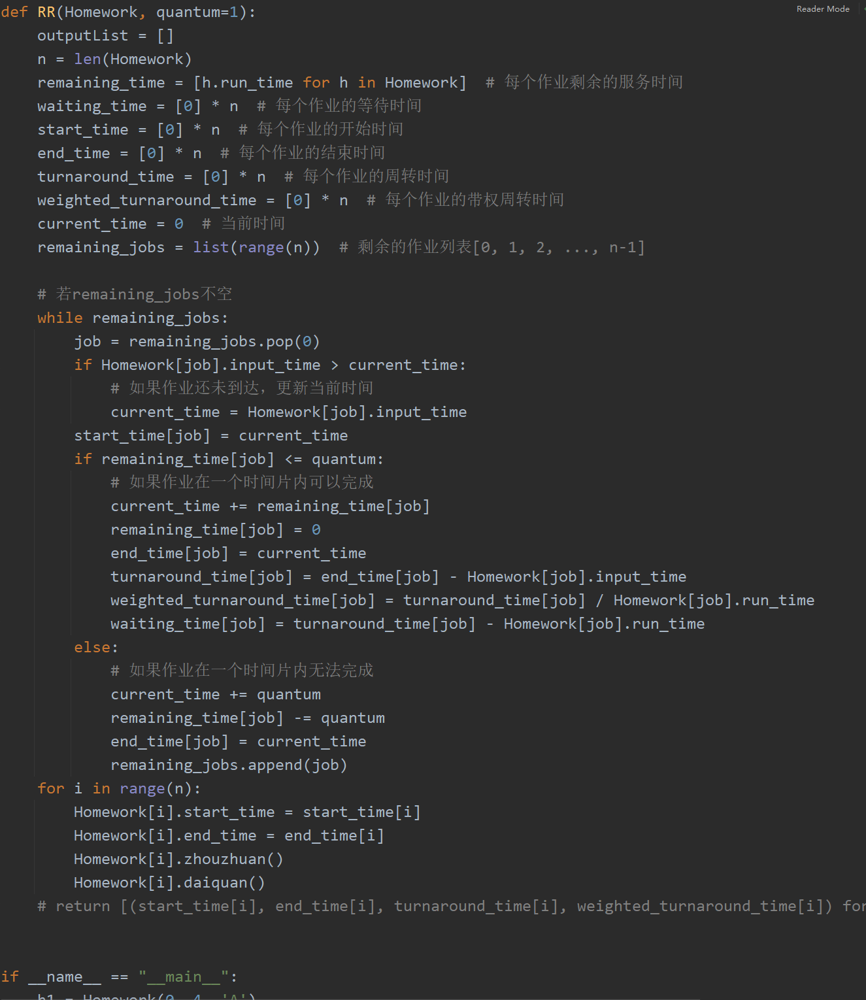 def RR(Homework, quantum=1):
Reader Mode
    outputList = []
    n = len(Homework)
    remaining_time = [h.run_time for h in Homework]  # 每个作业剩余的服务时间
    waiting_time = [0] * n  # 每个作业的等待时间
    start_time = [0] * n  # 每个作业的开始时间
    end_time = [0] * n  # 每个作业的结束时间
    turnaround_time = [0] * n  # 每个作业的周转时间
    weighted_turnaround_time = [0] * n  # 每个作业的带权周转时间
    current_time = 0  # 当前时间
    remaining_jobs = list(range(n))  # 剩余的作业列表[0, 1, 2, ..., n-1]
    # 若remaining_jobs不空
    while remaining_jobs:
        job = remaining_jobs.pop(0)
        if Homework[job].input_time > current_time:
            # 如果作业还未到达，更新当前时间
            current_time = Homework[job].input_time
        start_time[job] = current_time
        if remaining_time[job] <= quantum:
            # 如果作业在一个时间片内可以完成
            current_time += remaining_time[job]
            remaining_time[job] = 0
            end_time[job] = current_time
            turnaround_time[job] = end_time[job] - Homework[job].input_time
            weighted_turnaround_time[job] = turnaround_time[job] / Homework[job].run_time
            waiting_time[job] = turnaround_time[job] - Homework[job].run_time
        else:
            # 如果作业在一个时间片内无法完成
            current_time += quantum
            remaining_time[job] -= quantum
            end_time[job] = current_time
            remaining_jobs.append(job)
    for i in range(n):
        Homework[i].start_time = start_time[i]
        Homework[i].end_time = end_time[i]
        Homework[i].zhouzhuan()
        Homework[i].daiquan()
    # return [(start_time[i], end_time[i], turnaround_time[i], weighted_turnaround_time[i]) for
if __name__ == "__main__":
    h1 = Homework(0, 4, 'A')